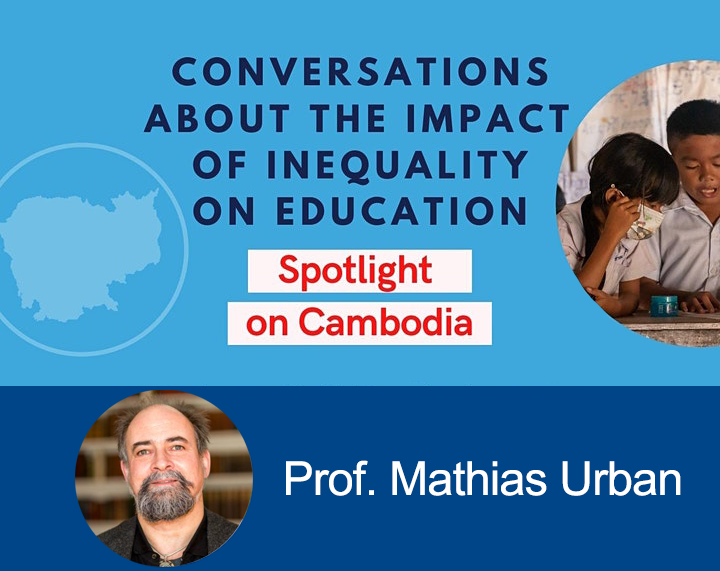 CONVERSATIONS
ABOUT THE IMPACT
OF INEQUALITY
ON EDUCATION
Spotlight
on Cambodia
Prof. Mathias Urban